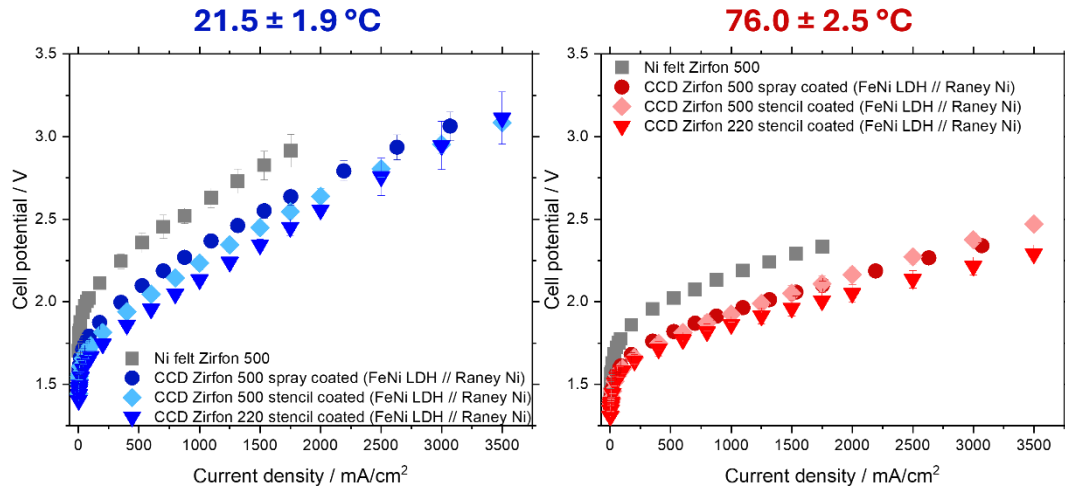 21.5 ± 1.9 °C
3.5
3.0
2.5
2.0
1.5
Cell potential / V
Ni felt Zirfon 500
CCD Zirfon 500 spray coated (FeNi LDH // Raney Ni)
CCD Zirfon 500 stencil coated (FeNi LDH // Raney Ni)
CCD Zirfon 220 stencil coated (FeNi LDH // Raney Ni)
0 500 1000 1500 2000 2500 3000 3500
Current density / mA/cm²
76.0 ± 2.5 °C
3.5
3.0
2.5
2.0
1.5
Cell potential / V
Ni felt Zirfon 500
CCD Zirfon 500 spray coated (FeNi LDH // Raney Ni)
CCD Zirfon 500 stencil coated (FeNi LDH // Raney Ni)
CCD Zirfon 220 stencil coated (FeNi LDH // Raney Ni)
0 500 1000 1500 2000 2500 3000 3500
Current density / mA/cm²